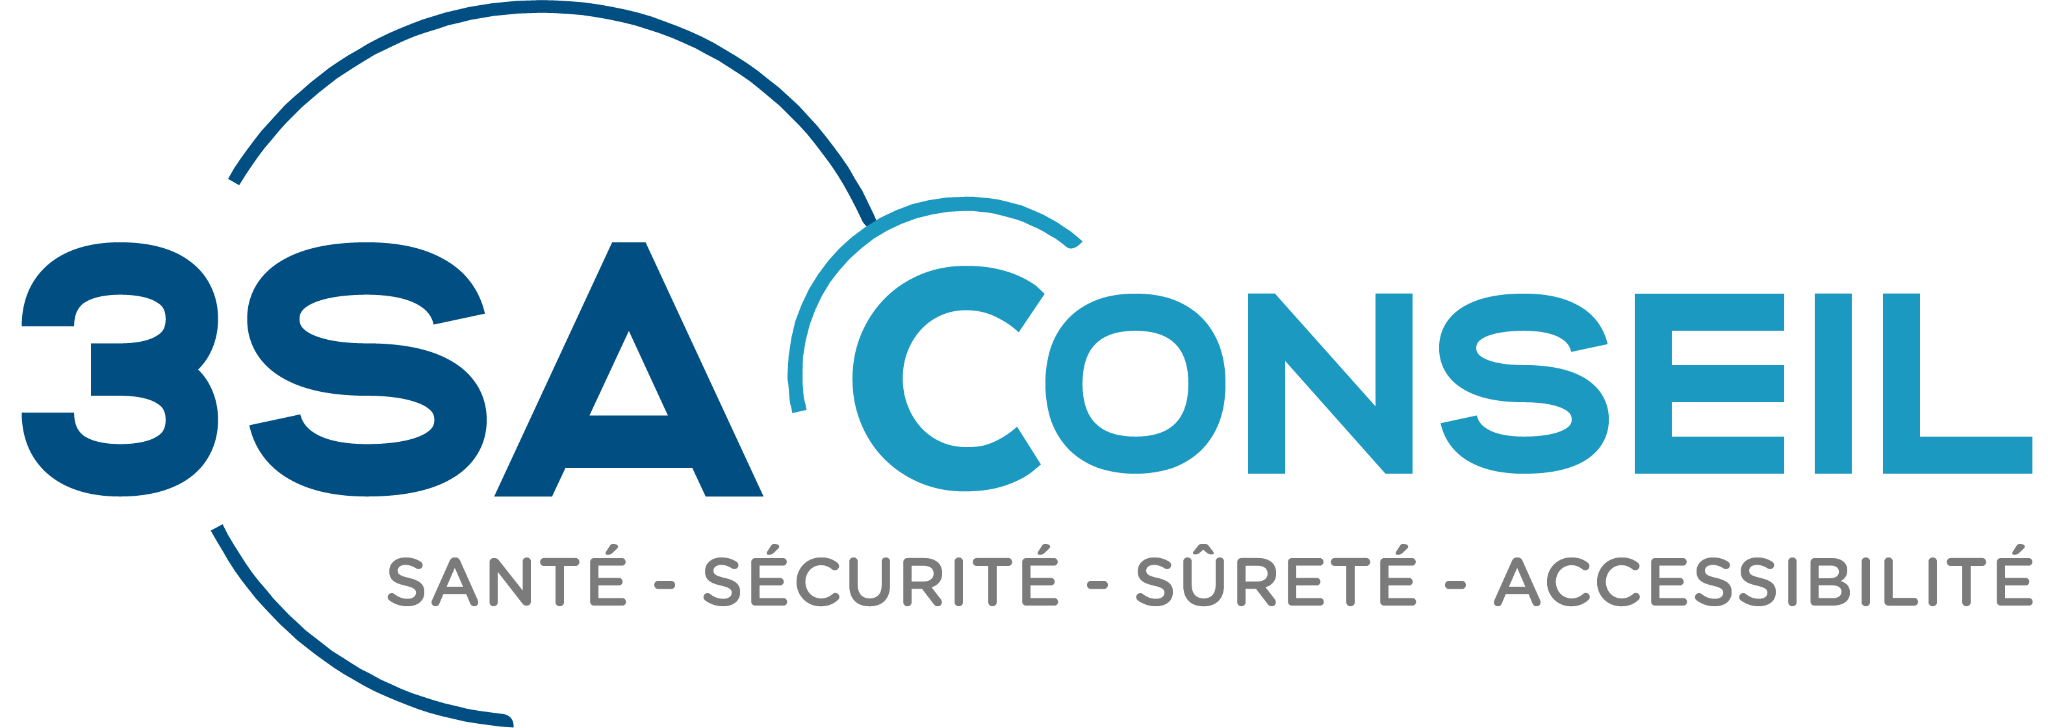 3SA CONSEIL
SANTÉ - SÉCURITÉ - SÛRETÉ - ACCESSIBILITÉ